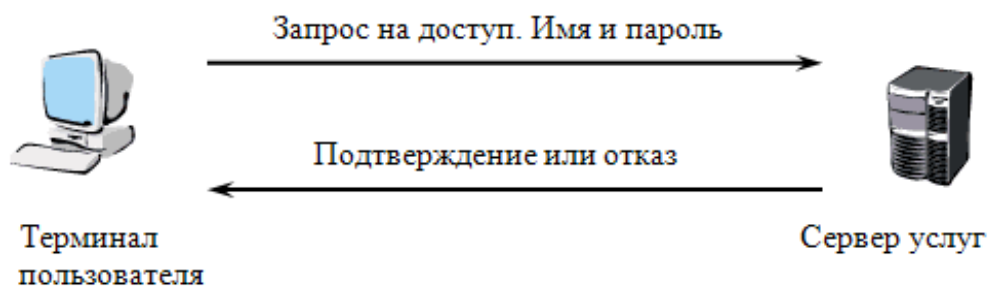 Запрос на доступ. Имя и пароль
Подтверждение или отказ
Терминал
пользователя
Сервер услуг